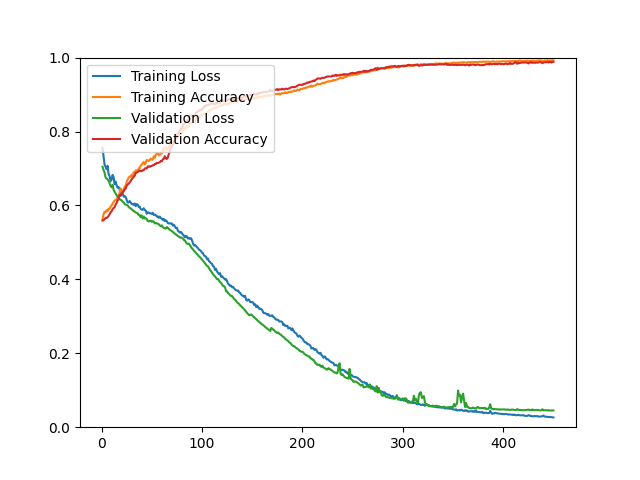 1.0
0.8
0.6
0.4
0.2
0.0
Training Loss
Training Accuracy
Validation Loss
Validation Accuracy
0 100 200 300 400